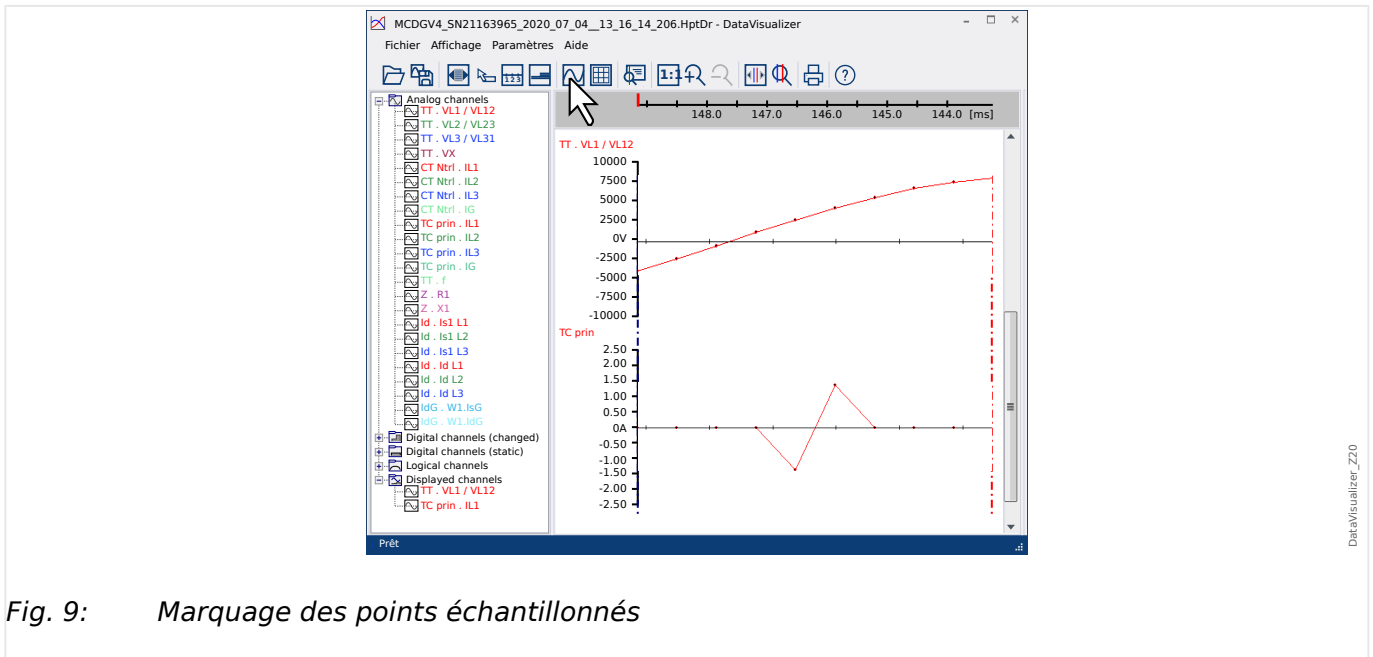 MCDGV4_SN21163965_2020_07_04__13_16_14_206.HptDr - DataVisualizer
Fichier Affichage Paramètres Aide
123
1:1
?
Analog channels
TT . VL1 / VL12
TT . VL2 / VL23
TT . VL3 / VL31
TT . VX
CT Ntrl . IL1
CT Ntrl . IL2
CT Ntrl . IL3
CT Ntrl . IG
TC prin . IL1
TC prin . IL2
TC prin . IL3
TC prin . IG
TT . f
Z . R1
Z . X1
Id . Is1 L1
Id . Is1 L2
Id . Is1 L3
Id . Id L1
Id . Id L2
Id . Id L3
IdG . W1.IsG
IdG . W1.IdG
Digital channels (changed)
Digital channels (static)
Logical channels
Displayed channels
TT . VL1 / VL12
TC prin . IL1
148.0 147.0 146.0 145.0 144.0 [ms]
TT . VL1 / VL12
10000
7500
5000
2500
0V
-2500
-5000
-7500
-10000
TC prin
2.50
2.00
1.50
1.00
0.50
0A
-0.50
-1.00
-1.50
-2.00
-2.50
Prêt
DataVisualizer_Z20
Fig. 9: Marquage des points échantillonnés